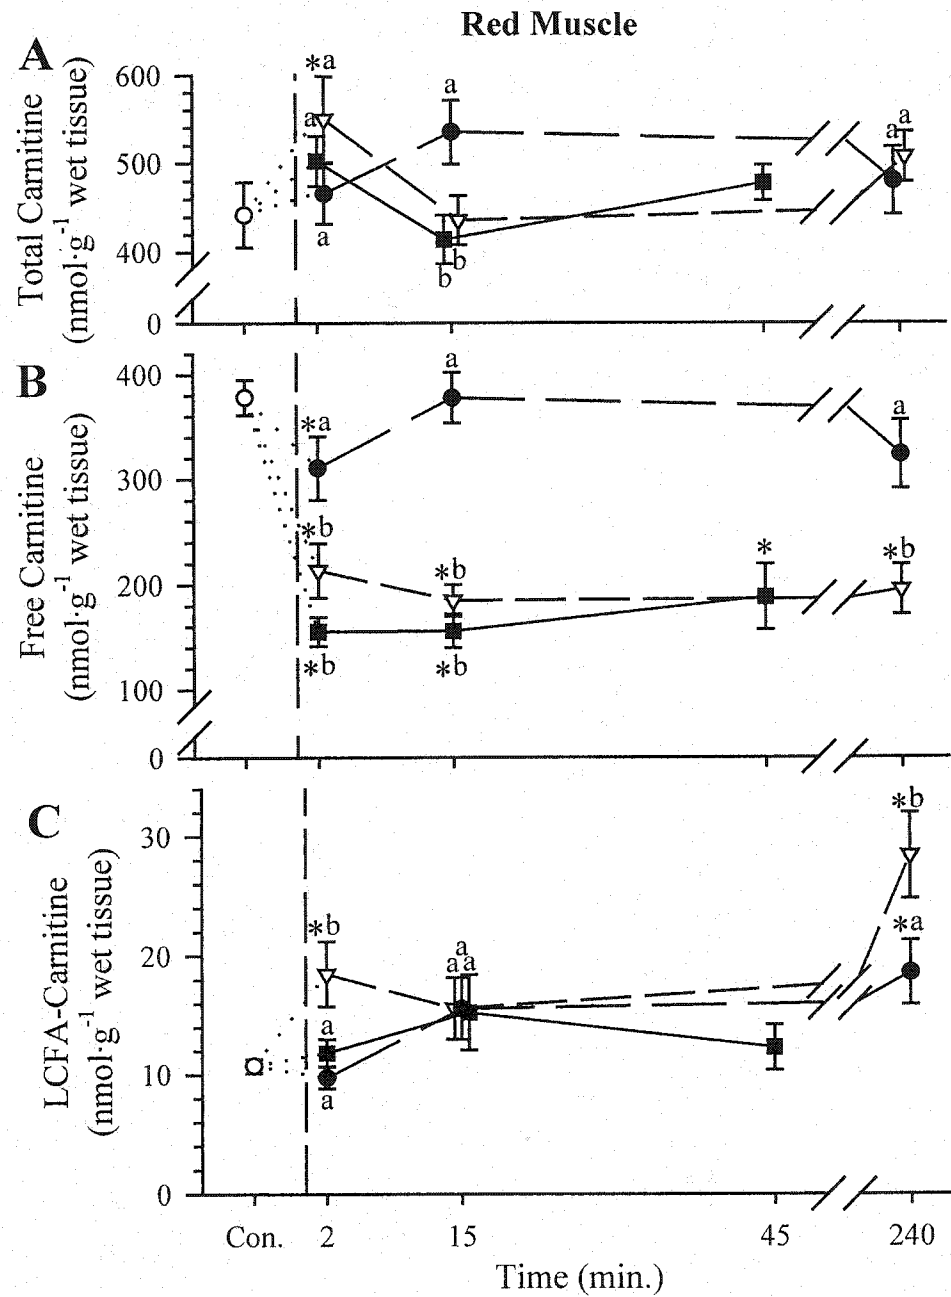 Red Muscle
A
Total Carnitine
(nmol·g⁻¹ wet tissue)
600
500
400
0
*a
a
a
a
b
b
a
a
B
Free Carnitine
(nmol·g⁻¹ wet tissue)
400
300
200
100
0
*a
a
a
*b
*b
*
*b
*b
*b
C
LCFA-Carnitine
(nmol·g⁻¹ wet tissue)
30
20
10
0
*b
*a
*b
a
a
a
a
a
Con. 2 15 45 240
Time (min.)